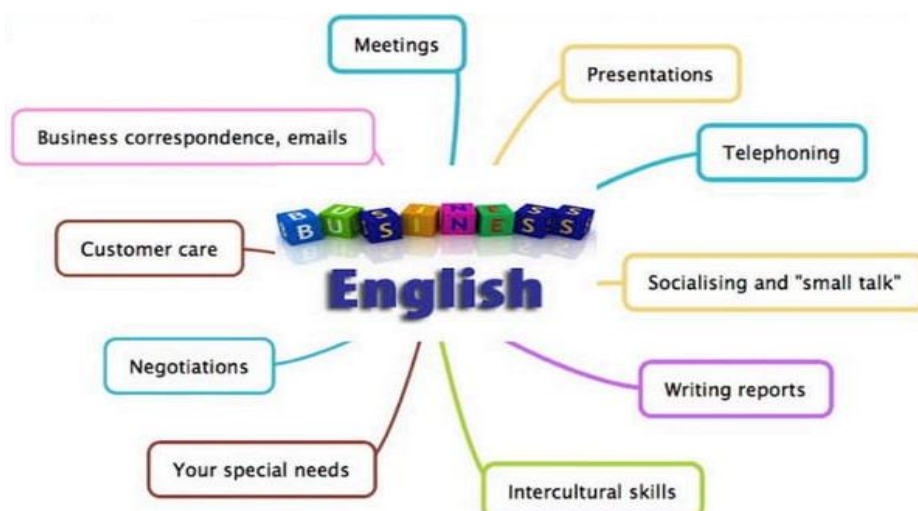 Meetings
Presentations
Business correspondence, emails
Telephoning
BUSINESS
Customer care
English
Socialising and "small talk"
Negotiations
Writing reports
Your special needs
Intercultural skills